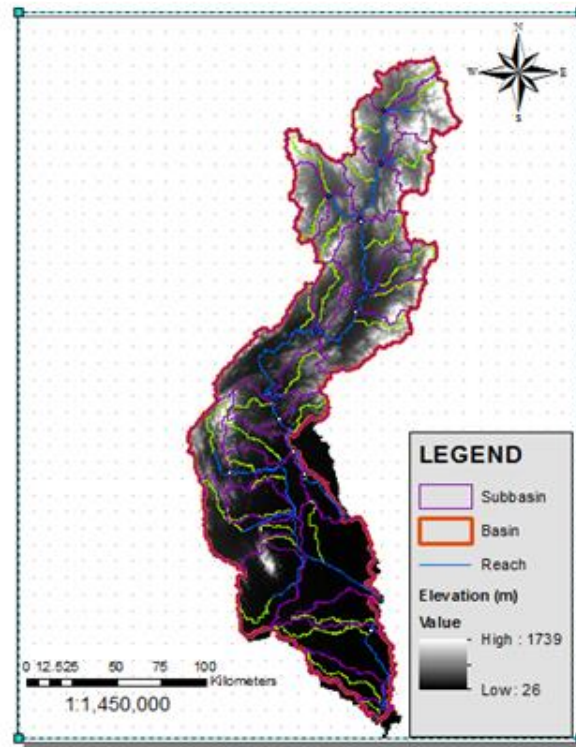 N
W E
S
LEGEND
Subbasin
Basin
Reach
Elevation (m)
Value
High : 1739
Low : 26
0 12.525 50 75 100
Kilometers
1:1,450,000